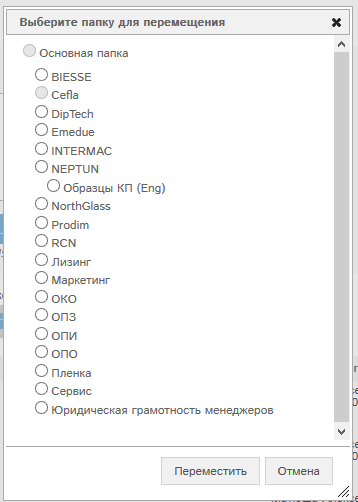 Выберите папку для перемещения
Основная папка
BIESSE
Cefla
DipTech
Emedue
INTERMAC
NEPTUN
Образцы КП (Eng)
NorthGlass
Prodim
RCN
Лизинг
Маркетинг
ОКО
ОПЗ
ОПИ
ОПО
Пленка
Сервис
Юридическая грамотность менеджеров
Переместить Отмена